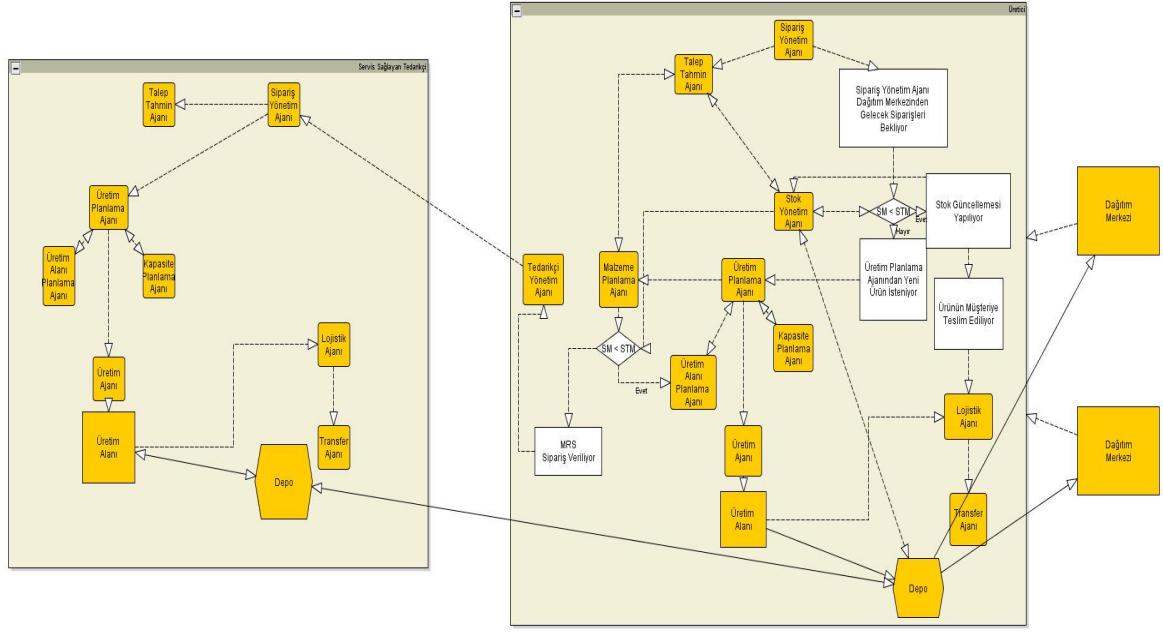 Servis Sağlayan Tedarikçi
Talep
Tahmin
Ajanı
Sipariş
Yönetim
Ajanı
Üretim
Planlama
Ajanı
Üretim
Alanı
Planlama
Ajanı
Kapasite
Planlama
Ajanı
Lojistik
Ajanı
Üretim
Ajanı
Üretim
Alanı
Transfer
Ajanı
Depo
Üretici
Sipariş
Yönetim
Ajanı
Talep
Tahmin
Ajanı
Sipariş Yönetim Ajanı
Dağıtım Merkezinden
Gelecek Siparişleri
Bekliyor
Stok
Yönetim
Ajanı
SM < STM
Evet
Hayır
Stok Güncellemesi
Yapılıyor
Tedarikçi
Yönetim
Ajanı
Malzeme
Planlama
Ajanı
Üretim
Planlama
Ajanı
Üretim Planlama
Ajanından Yeni
Ürün İsteniyor
Ürünün Müşteriye
Teslim Ediliyor
SM < STM
Evet
Kapasite
Planlama
Ajanı
Üretim
Alanı
Planlama
Ajanı
MRS
Sipariş Veriliyor
Üretim
Ajanı
Lojistik
Ajanı
Üretim
Alanı
Transfer
Ajanı
Depo
Dağıtım
Merkezi
Dağıtım
Merkezi